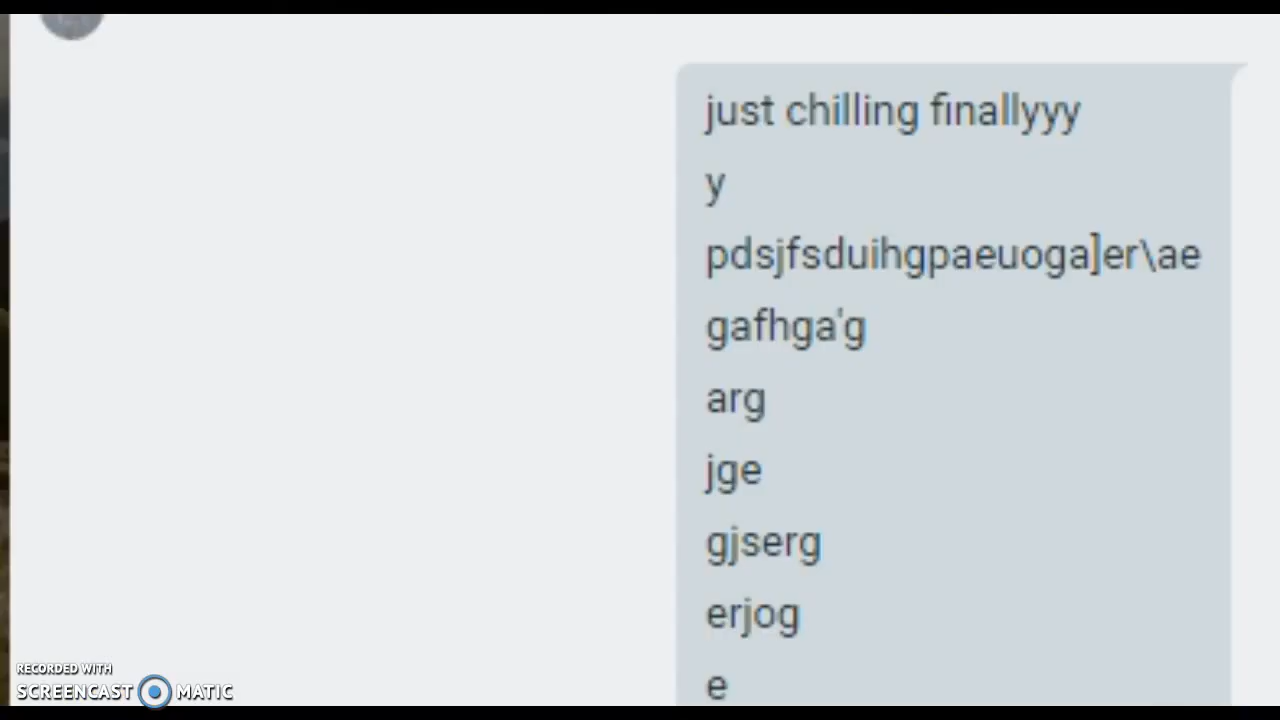 just chilling finallyyy
y
pdsjfsduihgpaeuoga]er\ae
gafhga'g
arg
jge
gjserg
erjog
e
RECORDED WITH
SCREENCAST MATIC